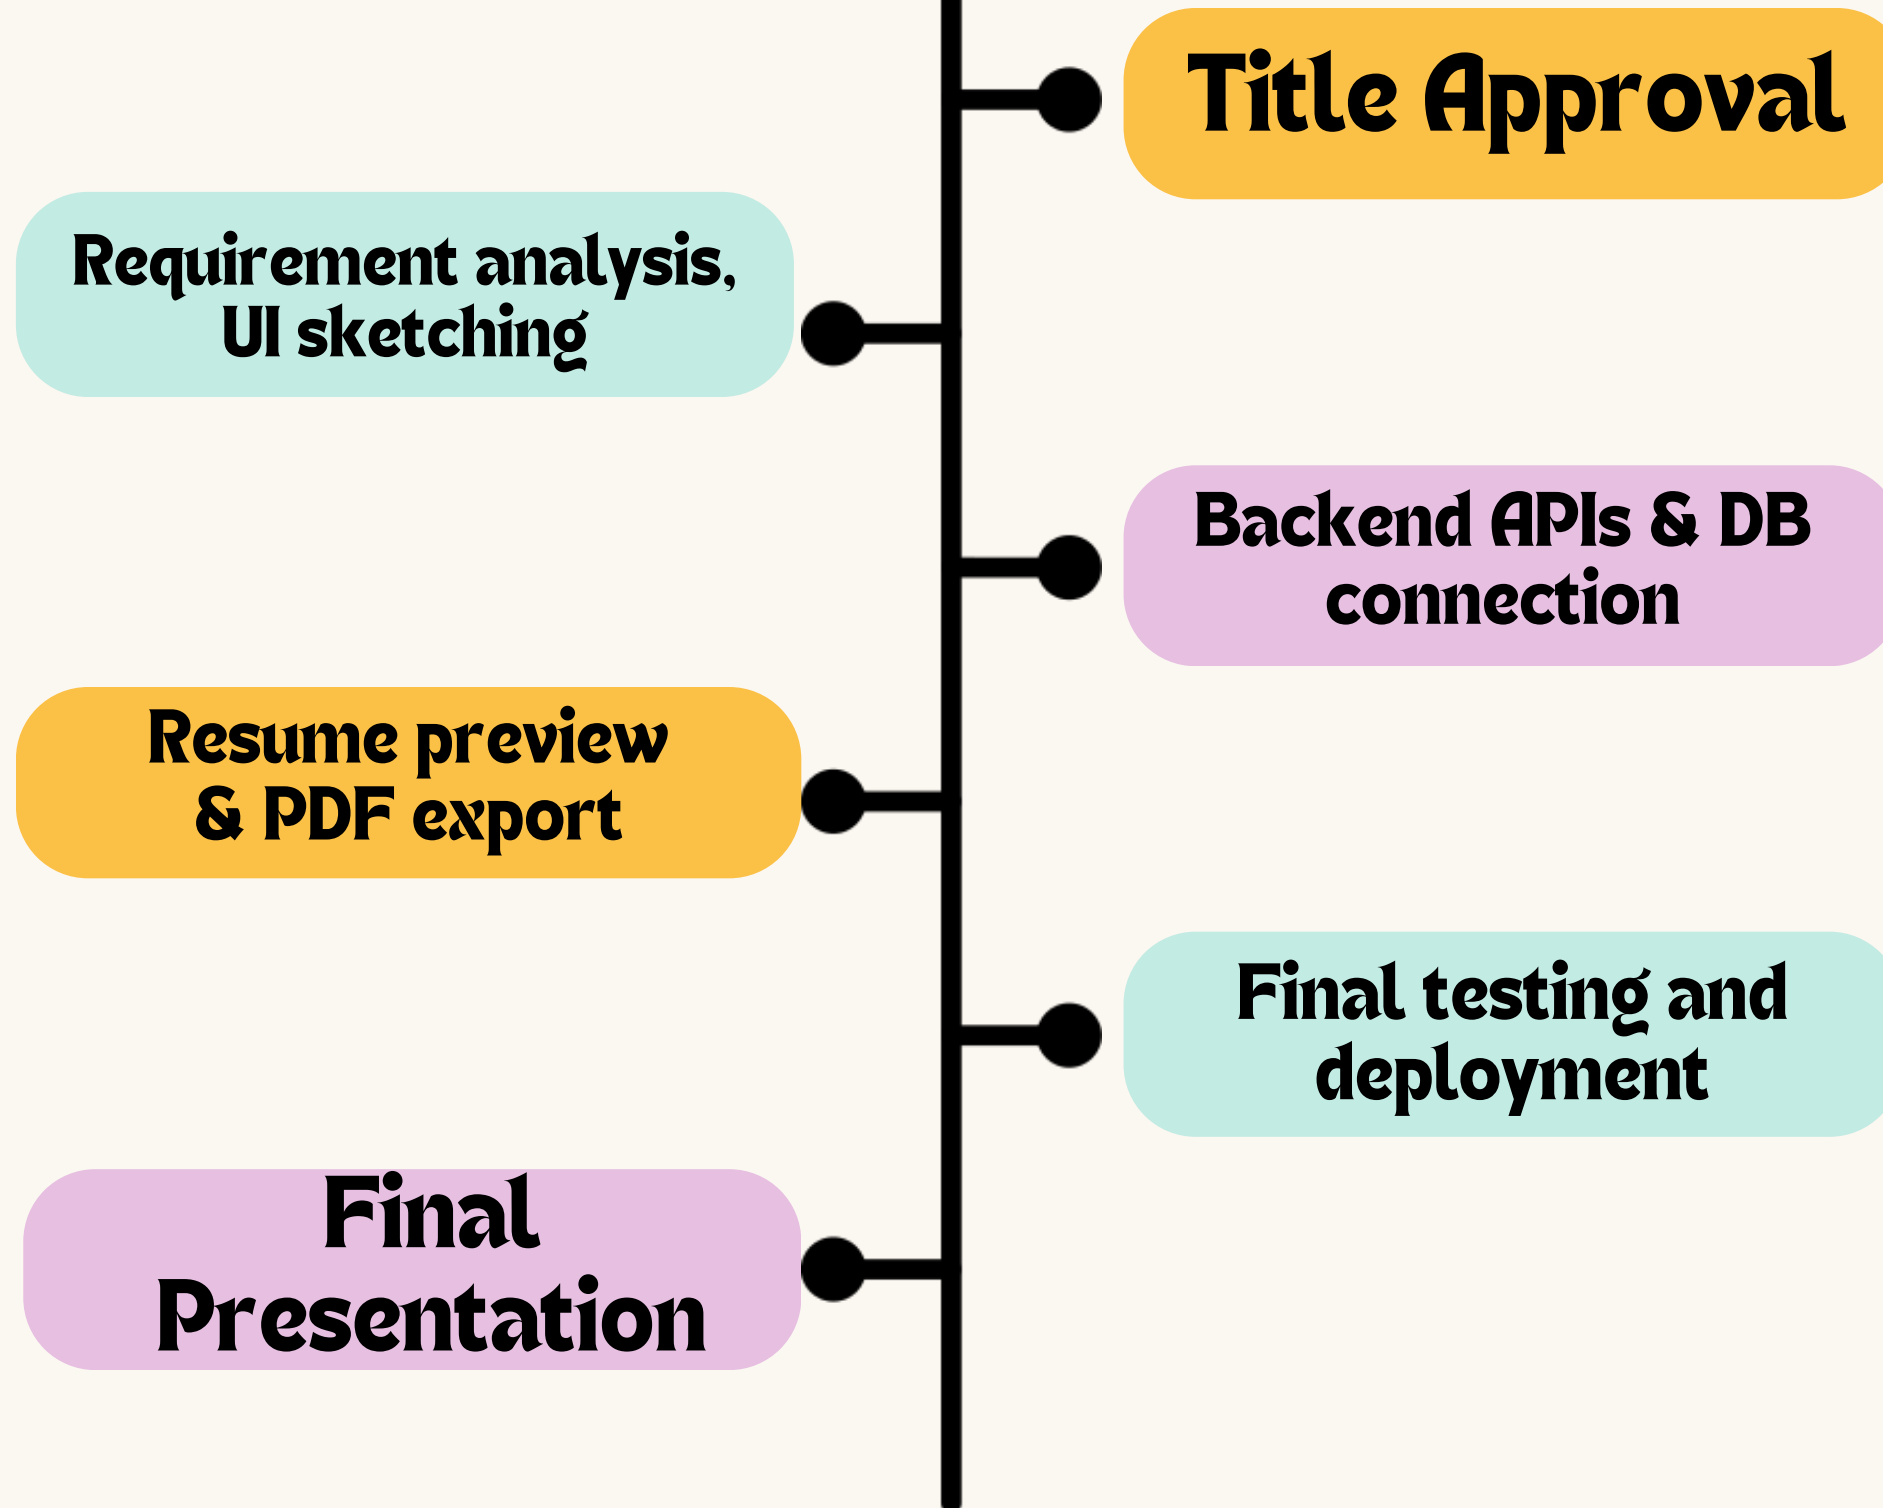 Title Approval
Requirement analysis,
UI sketching
Backend APIs & DB
connection
Resume preview
& PDF export
Final testing and
deployment
Final
Presentation